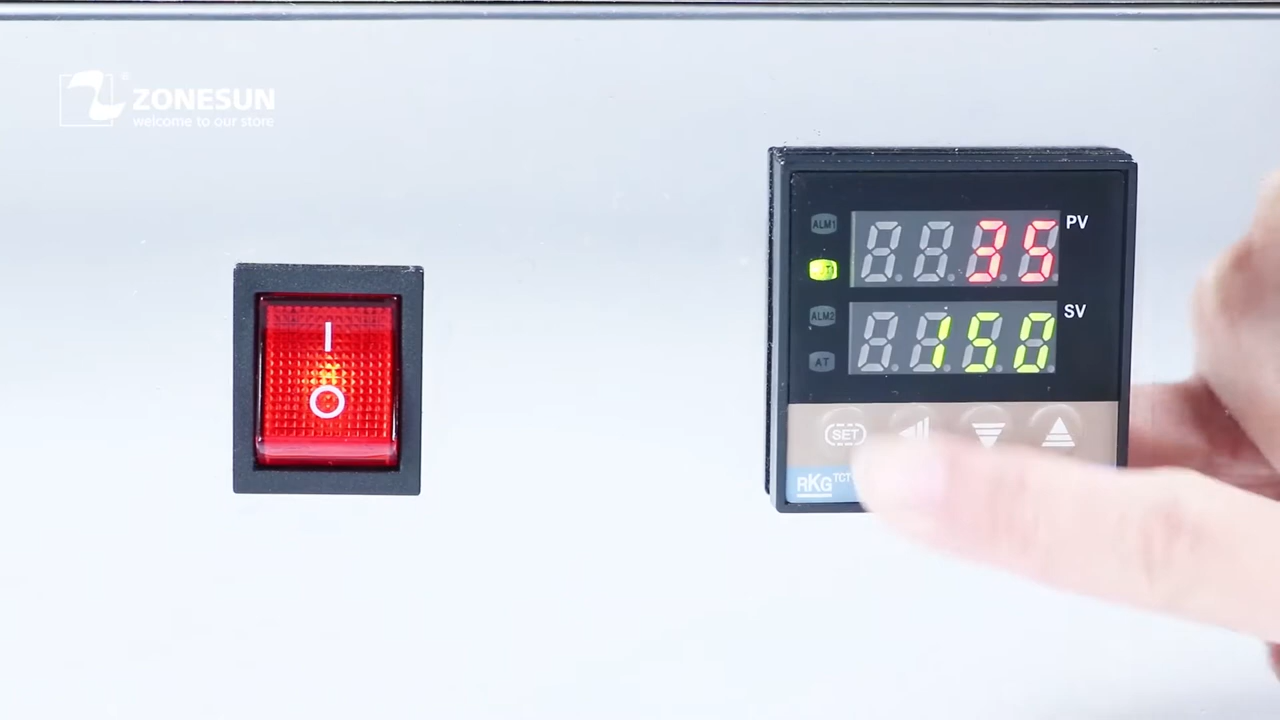 ZONESUN
welcome to our store
ALM1
35
PV
ALM2
150
SV
AT
SET
RKG